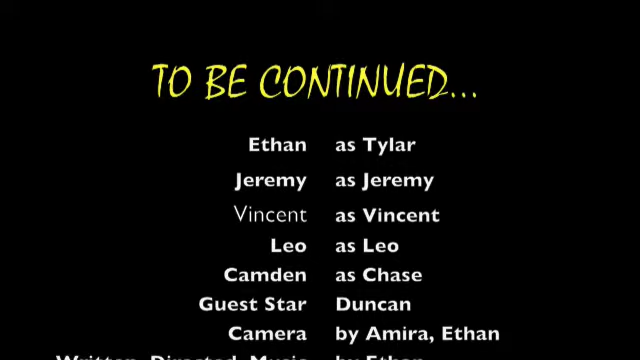 TO BE CONTINUED...
Ethan as Tylar
Jeremy as Jeremy
Vincent as Vincent
Leo as Leo
Camden as Chase
Guest Star Duncan
Camera by Amira, Ethan
Written, Directed, Music by Ethan